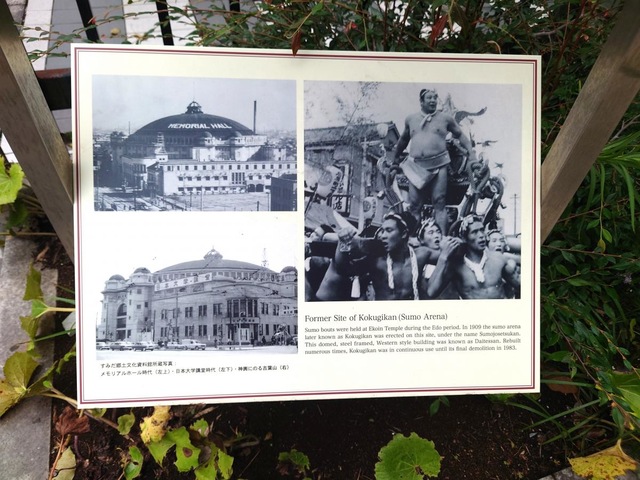 MEMORIAL HALL
すみだ郷土文化資料館所蔵写真
メモリアルホール時代（左上）・日本大学講堂時代（左下）・神輿にのる吉葉山（右）
Former Site of Kokugikan (Sumo Arena)
Sumo bouts were held at Ekoin Temple during the Edo period. In 1909 the sumo arena
later known as Kokugikan was erected on this site, under the name Sumojosetsukan.
This domed, steel framed, Western style building was known as Daitessan. Rebuilt
numerous times, Kokugikan was in continuous use until its final demolition in 1983.